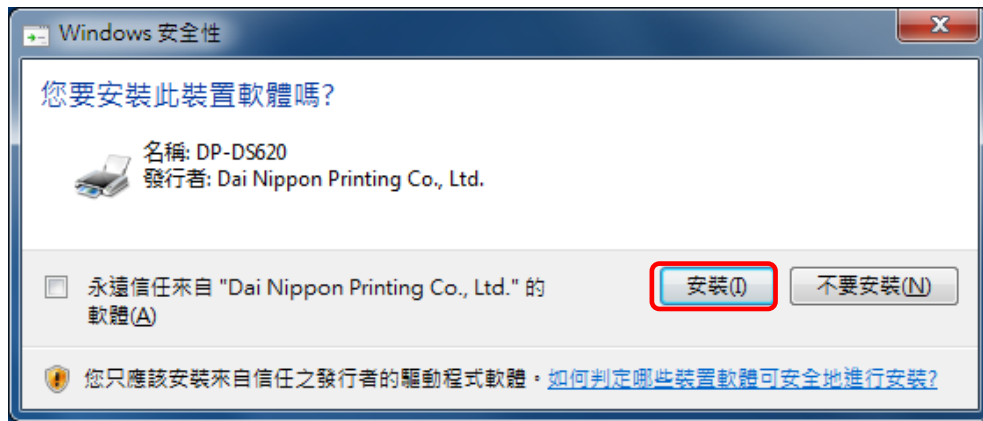 Windows 安全性
您要安裝此裝置軟體嗎?
名稱: DP-DS620
發行者: Dai Nippon Printing Co., Ltd.
永遠信任來自 "Dai Nippon Printing Co., Ltd." 的
軟體(A)
安裝(I)
不要安裝(N)
您只應該安裝來自信任之發行者的驅動程式軟體。如何判定哪些裝置軟體可安全地進行安裝?